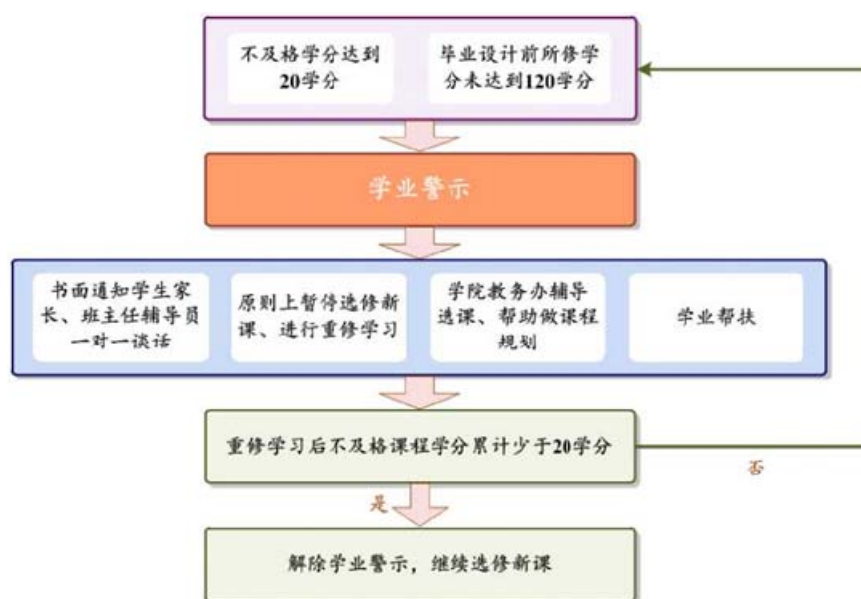 不及格学分达到
20学分
毕业设计前所修学
分未达到120学分
学业警示
书面通知学生家
长、班主任辅导员
一对一谈话
原则上暂停选修新
课、进行重修学习
学院教务办辅导
选课、帮助做课程
规划
学业帮扶
重修学习后不及格课程学分累计少于20学分
否
是
解除学业警示，继续选修新课